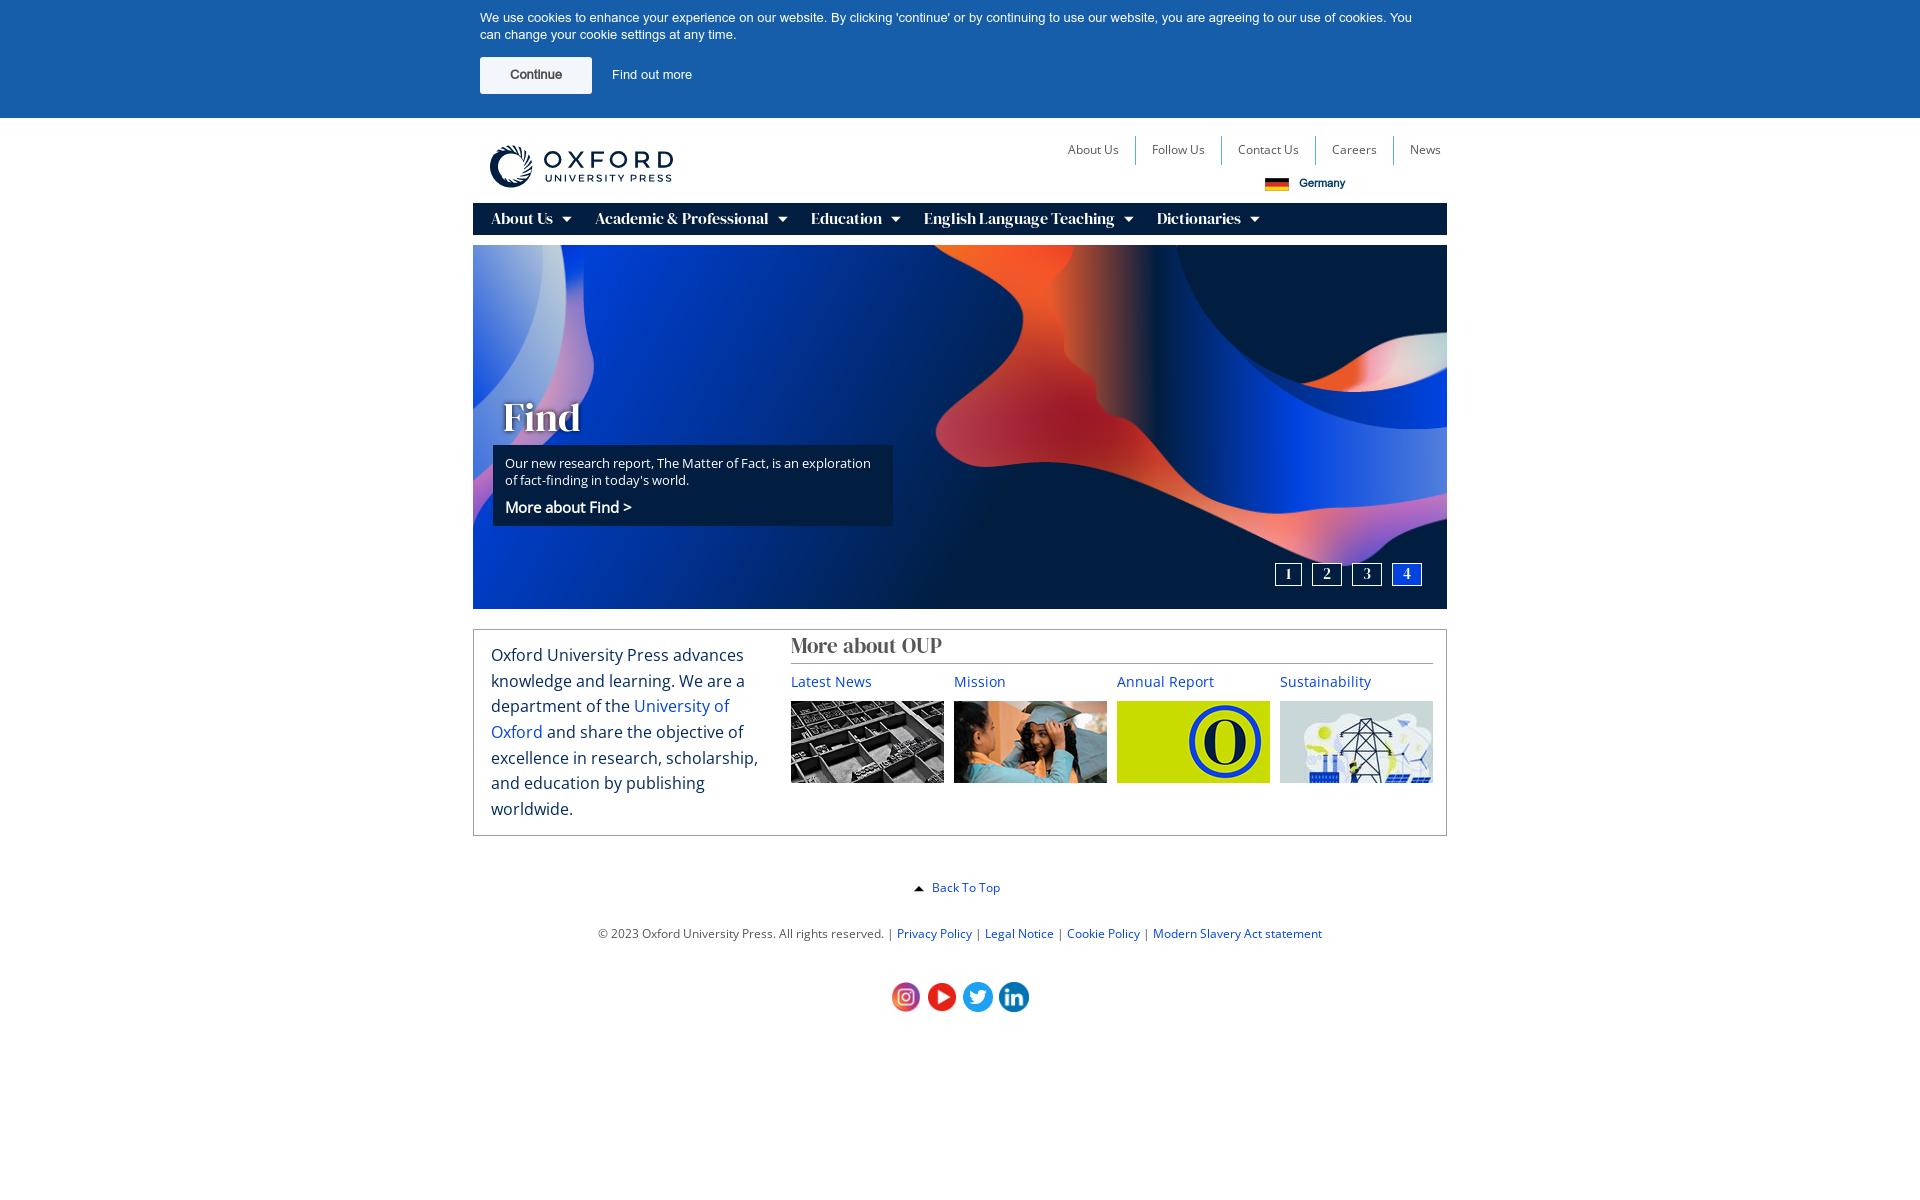 We use cookies to enhance your experience on our website. By clicking 'continue' or by continuing to use our website, you are agreeing to our use of cookies. You
can change your cookie settings at any time.
Continue
Find out more
OXFORD
UNIVERSITY PRESS
About Us
Follow Us
Contact Us
Careers
News
Germany
About Us
Academic & Professional
Education
English Language Teaching
Dictionaries
Find
Our new research report, The Matter of Fact, is an exploration
of fact-finding in today's world.
More about Find >
1
2
3
4
Oxford University Press advances
knowledge and learning. We are a
department of the University of
Oxford and share the objective of
excellence in research, scholarship,
and education by publishing
worldwide.
More about OUP
Latest News
Mission
Annual Report
Sustainability
O
Back To Top
© 2023 Oxford University Press. All rights reserved. | Privacy Policy | Legal Notice | Cookie Policy | Modern Slavery Act statement
in